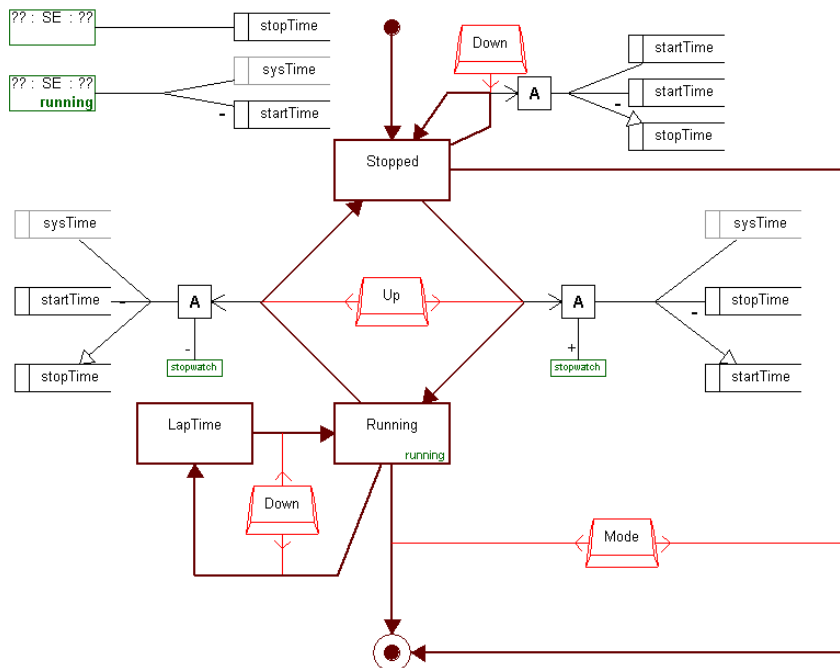 ?? : SE : ??
stopTime
?? : SE : ??
running
sysTime
-
startTime
Down
A
startTime
-
startTime
stopTime
Stopped
sysTime
startTime
-
stopTime
A
-
stopwatch
Up
A
+
stopwatch
sysTime
stopTime
-
startTime
LapTime
Running
running
Down
Mode